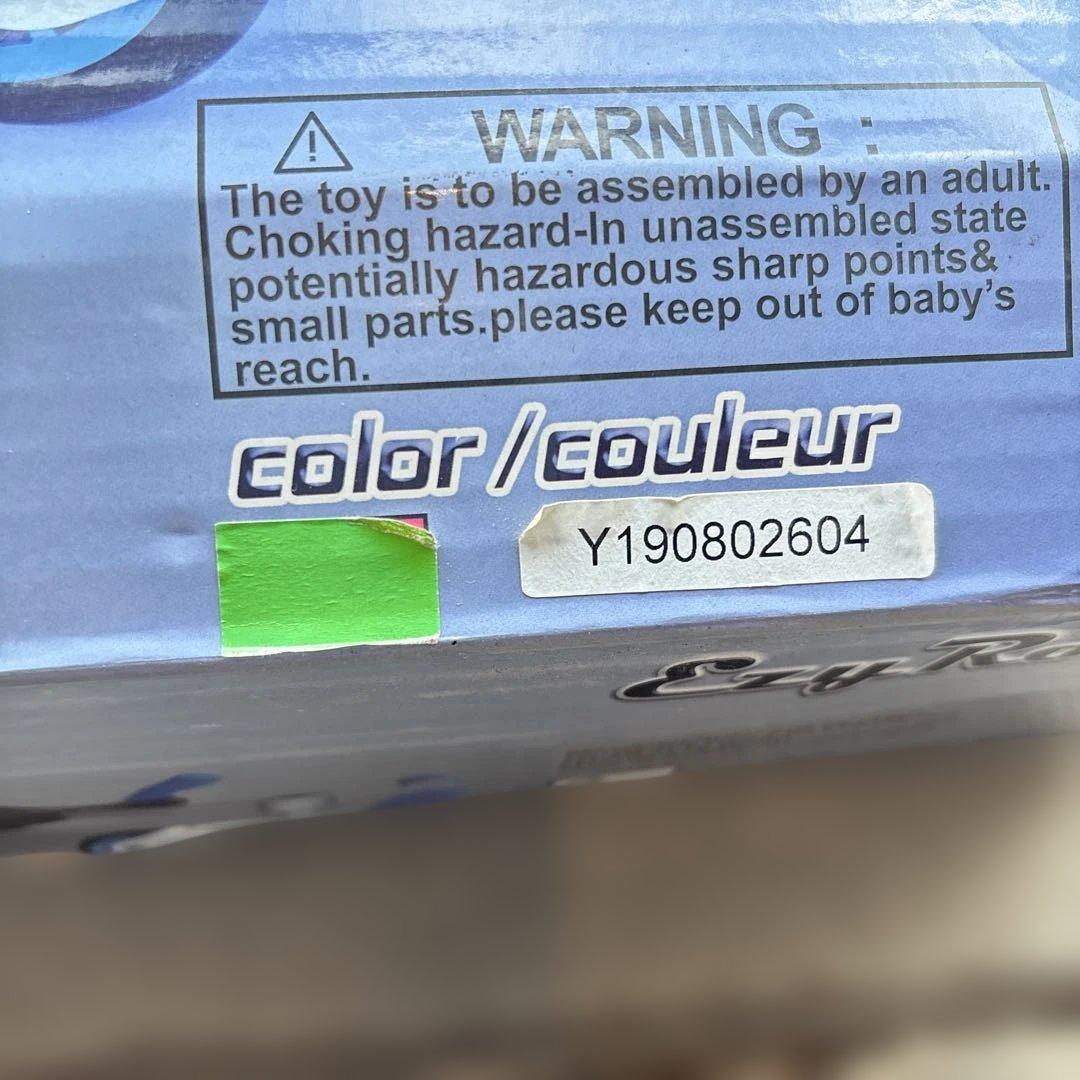 WARNING :
The toy is to be assembled by an adult.
Choking hazard-In unassembled state
potentially hazardous sharp points&
small parts.please keep out of baby's
reach.
color/couleur
Y190802604
Ezy